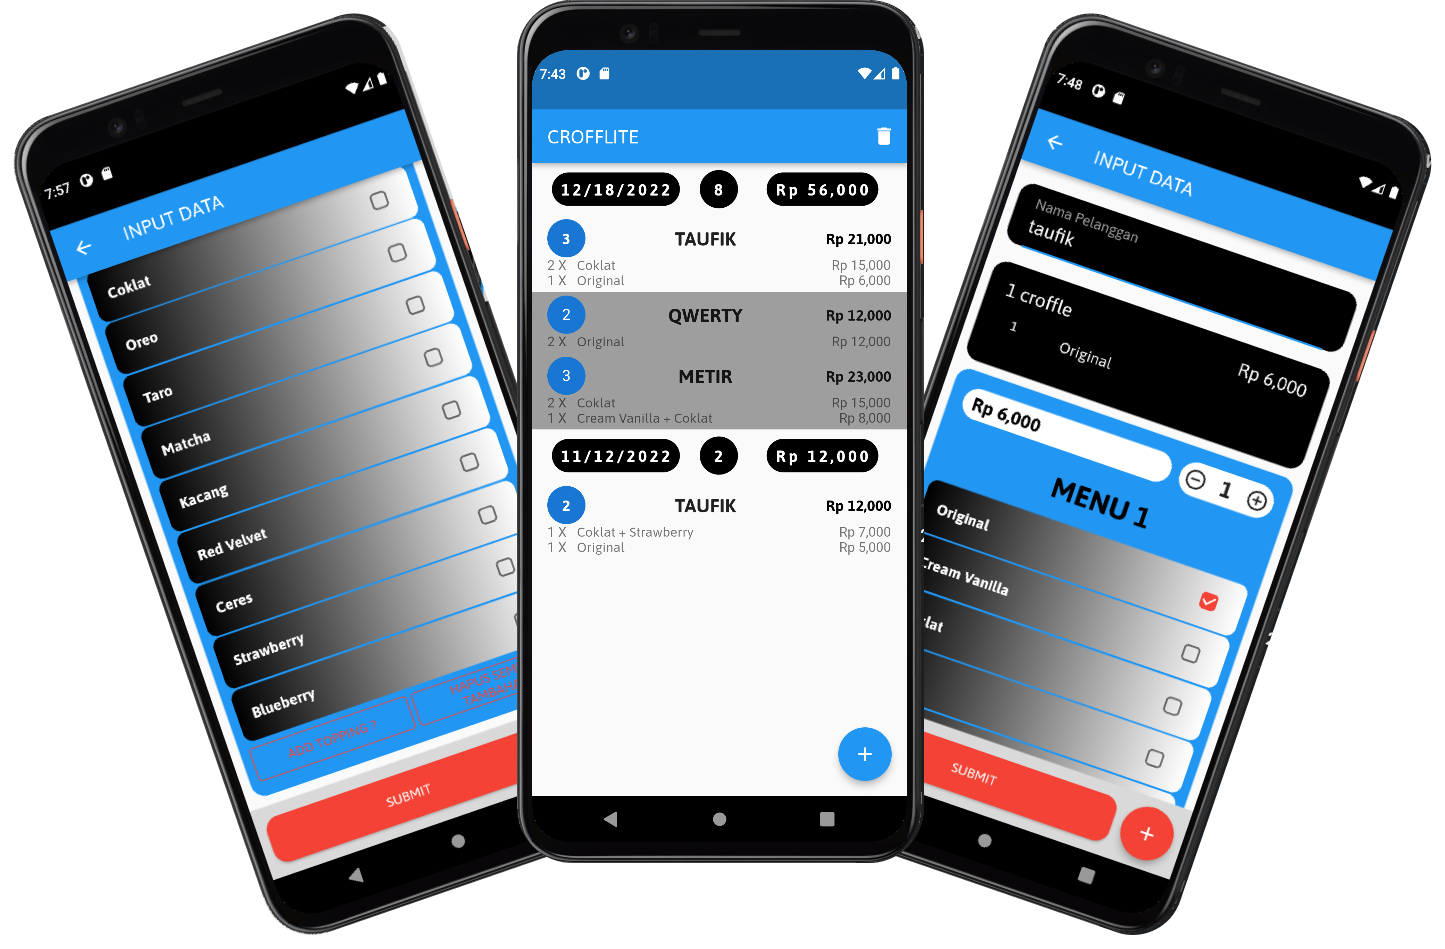 7:57
INPUT DATA
Coklat
Oreo
Taro
Matcha
Kacang
Red Velvet
Ceres
Strawberry
Blueberry
ADD TOPPING ?
HAPUS
SUBMIT
7:43
CROFFLITE
12/18/2022 8 Rp 56,000
3 TAUFIK Rp 21,000
2 X Coklat Rp 15,000
1 X Original Rp 6,000
2 QWERTY Rp 12,000
2 X Original Rp 12,000
3 METIR Rp 23,000
2 X Coklat Rp 15,000
1 X Cream Vanilla + Coklat Rp 8,000
11/12/2022 2 Rp 12,000
2 TAUFIK Rp 12,000
1 X Coklat + Strawberry Rp 7,000
1 X Original Rp 5,000
+
7:48
INPUT DATA
Nama Pelanggan
taufik
1 croffle
1 Original Rp 6,000
Rp 6,000
1
MENU 1
Original
Cream Vanilla
lat
SUBMIT
+